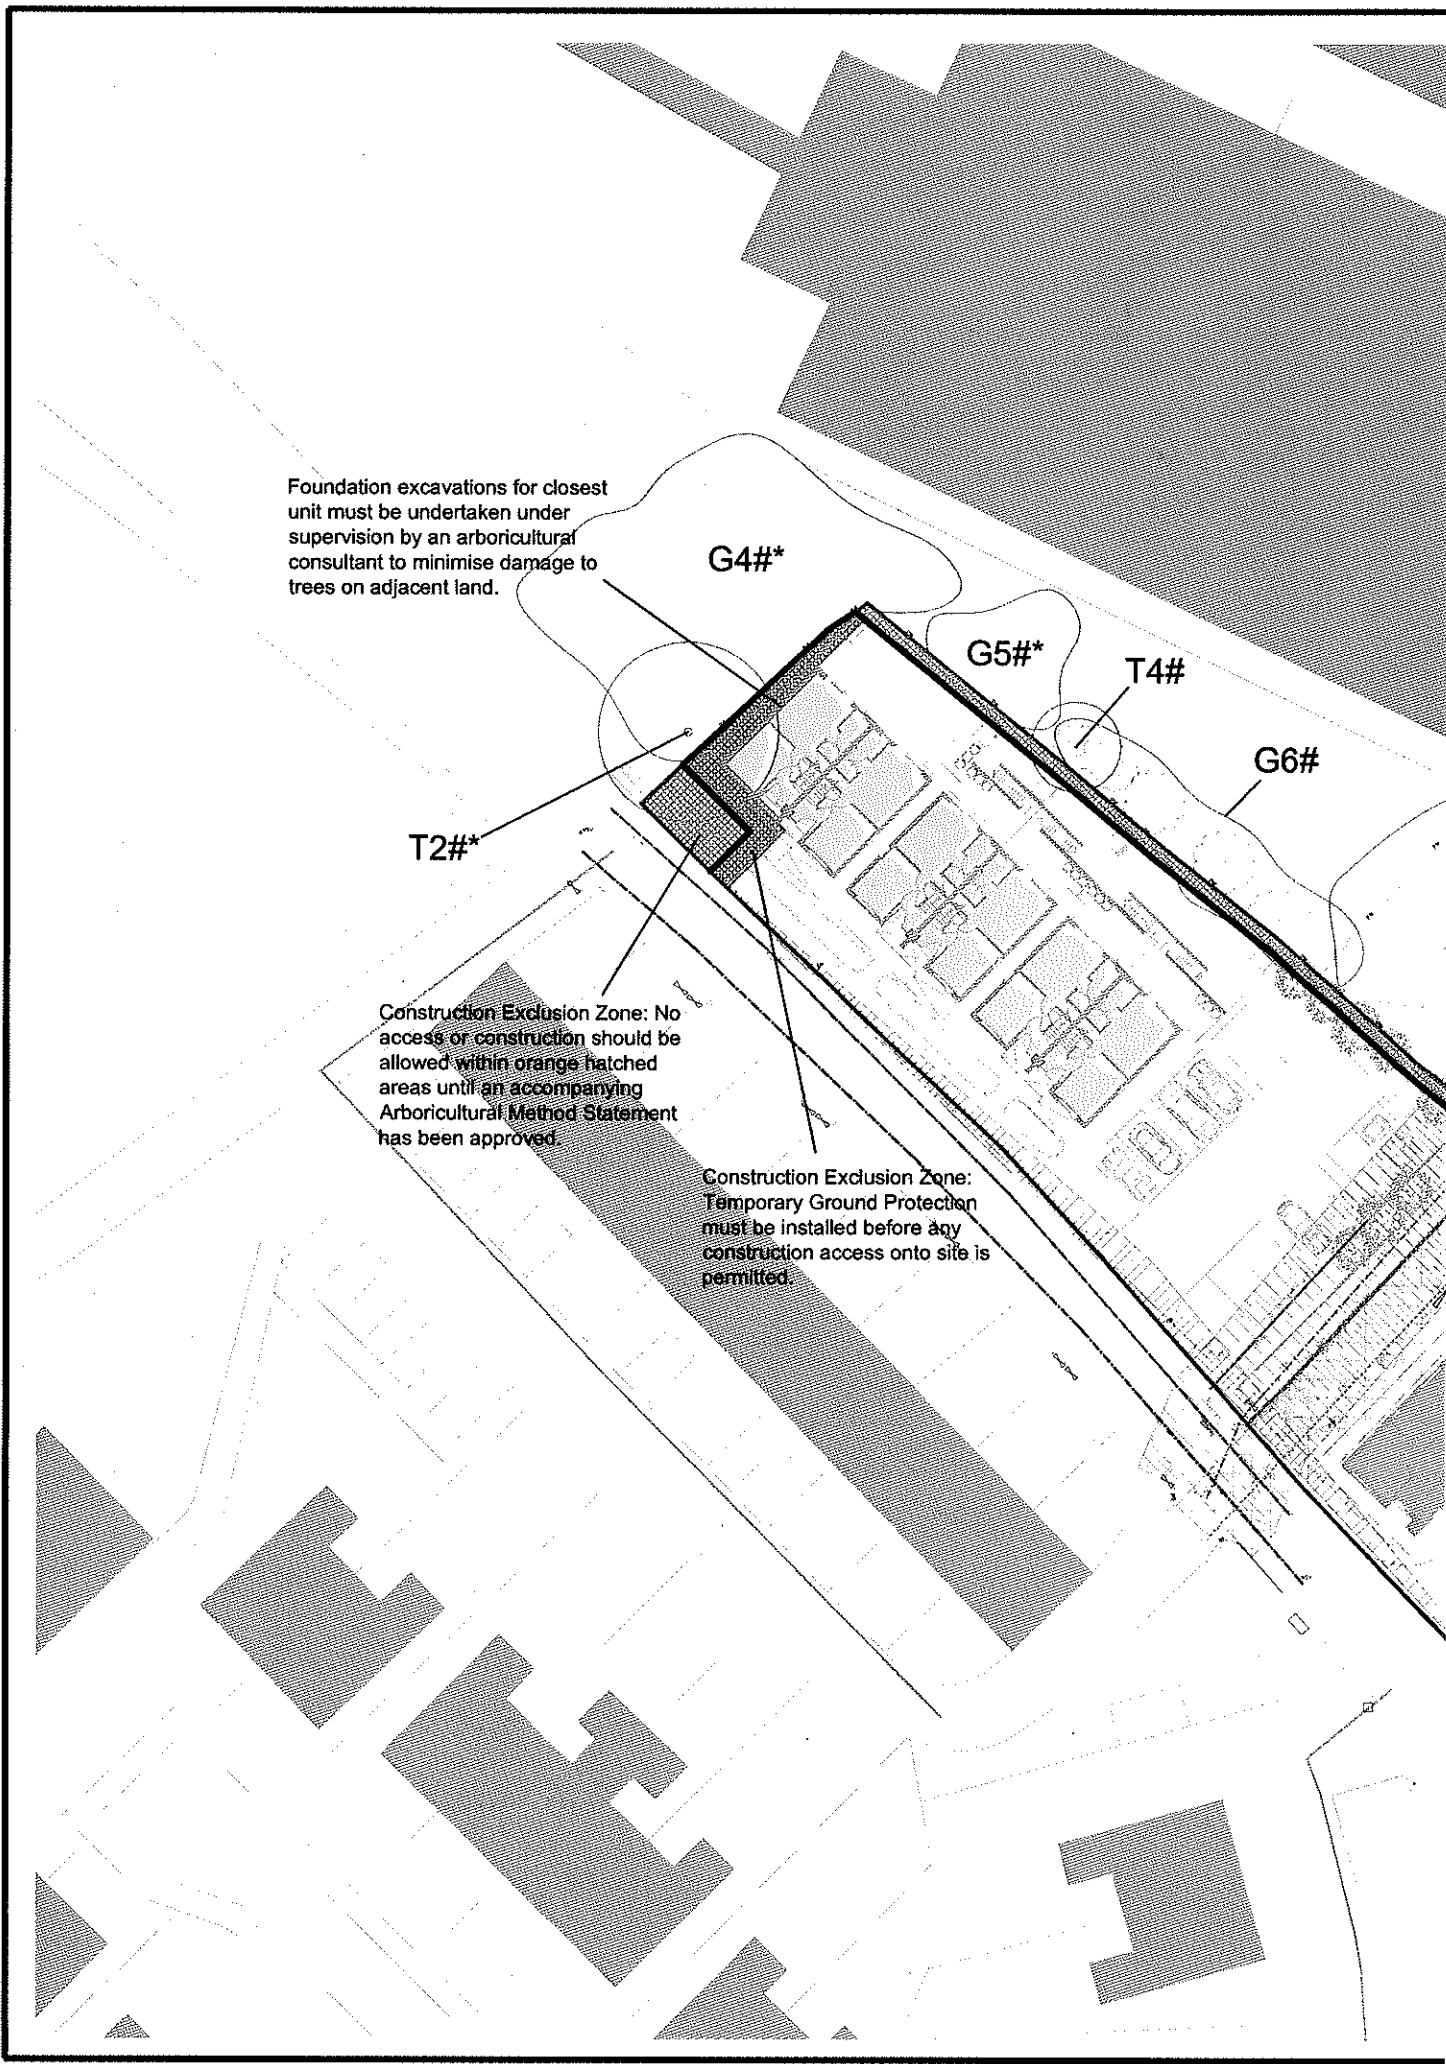 Foundation excavations for closest
unit must be undertaken under
supervision by an arboricultural
consultant to minimise damage to
trees on adjacent land.
G4#*
G5#*
T4#
G6#
T2#*
Construction Exclusion Zone: No
access or construction should be
allowed within orange hatched
areas until an accompanying
Arboricultural Method Statement
has been approved.
Construction Exclusion Zone:
Temporary Ground Protection
must be installed before any
construction access onto site is
permitted.